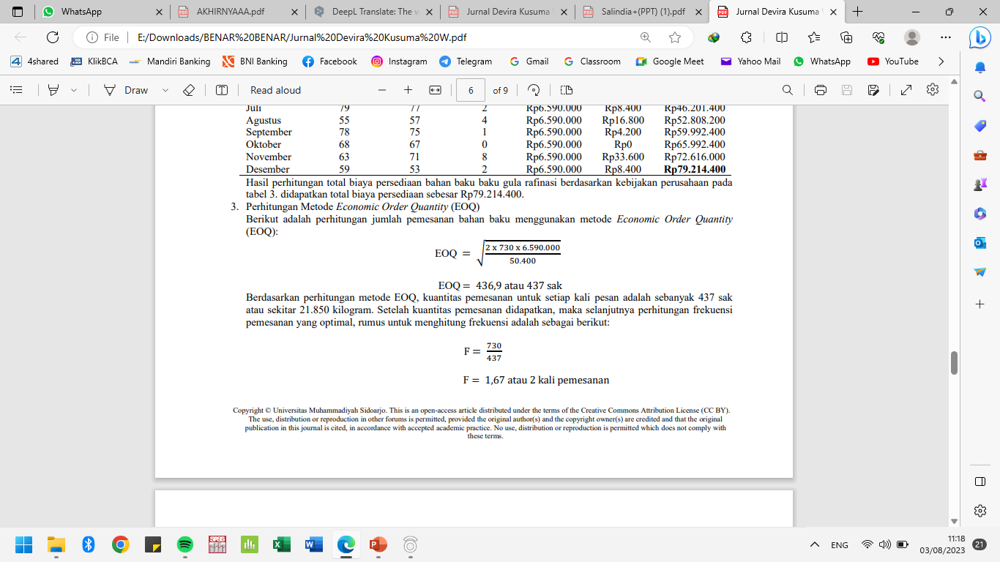 WhatsApp
AKHIRNYAAA.pdf
DeepL Translate: The w
Jurnal Devira Kusuma
Salindia+(PPT) (1).pdf
Jurnal Devira Kusuma
File
E:/Downloads/BENAR%20BENAR/Jurnal%20Devira%20Kusuma%20W.pdf
4shared KlikBCA Mandiri Banking BNI Banking Facebook Instagram Telegram Gmail Classroom Google Meet Yahoo Mail WhatsApp YouTube
Draw Read aloud 6 of 9
Juli 79 77 2 Rp6.590.000 Rp8.400 Rp46.201.400
Agustus 55 57 4 Rp6.590.000 Rp16.800 Rp52.808.200
September 78 75 1 Rp6.590.000 Rp4.200 Rp59.992.400
Oktober 68 67 0 Rp6.590.000 Rp0 Rp65.992.400
November 63 71 8 Rp6.590.000 Rp33.600 Rp72.616.000
Desember 59 53 2 Rp6.590.000 Rp8.400 Rp79.214.400
Hasil perhitungan total biaya persediaan bahan baku baku gula rafinasi berdasarkan kebijakan perusahaan pada
tabel 3. didapatkan total biaya persediaan sebesar Rp79.214.400.
3. Perhitungan Metode Economic Order Quantity (EOQ)
Berikut adalah perhitungan jumlah pemesanan bahan baku menggunakan metode Economic Order Quantity
(EOQ):
EOQ = √ 2 x 730 x 6.590.000
50.400
EOQ = 436,9 atau 437 sak
Berdasarkan perhitungan metode EOQ, kuantitas pemesanan untuk setiap kali pesan adalah sebanyak 437 sak
atau sekitar 21.850 kilogram. Setelah kuantitas pemesanan didapatkan, maka selanjutnya perhitungan frekuensi
pemesanan yang optimal, rumus untuk menghitung frekuensi adalah sebagai berikut:
F = 730
437
F = 1,67 atau 2 kali pemesanan
Copyright © Universitas Muhammadiyah Sidoarjo. This is an open-access article distributed under the terms of the Creative Commons Attribution License (CC BY).
The use, distribution or reproduction in other forums is permitted, provided the original author(s) and the copyright owner(s) are credited and that the original
publication in this journal is cited, in accordance with accepted academic practice. No use, distribution or reproduction is permitted which does not comply with
these terms.
SPSS
ENG
11:18
03/08/2023
21